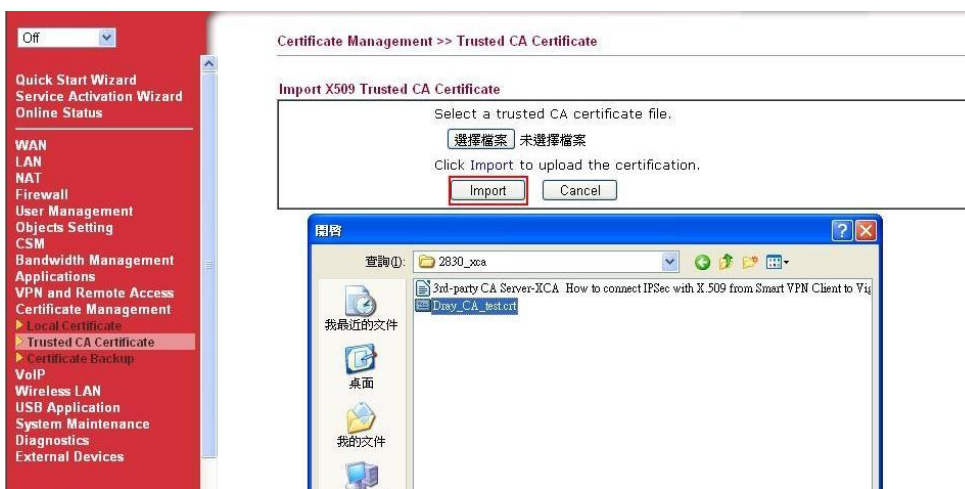 Off
Quick Start Wizard
Service Activation Wizard
Online Status
WAN
LAN
NAT
Firewall
User Management
Objects Setting
CSM
Bandwidth Management
Applications
VPN and Remote Access
Certificate Management
Local Certificate
Trusted CA Certificate
Certificate Backup
VoIP
Wireless LAN
USB Application
System Maintenance
Diagnostics
External Devices
Certificate Management >> Trusted CA Certificate
Import X509 Trusted CA Certificate
Select a trusted CA certificate file.
選擇檔案 未選擇檔案
Click Import to upload the certification.
Import Cancel
開啓
查詢(I): 2830_xca
3rd-party CA Server-XCA How to connect IPSec with X.509 from Smart VPN Client to Vig
Dray_CA_test.crt
我最近的文件
桌面
我的文件